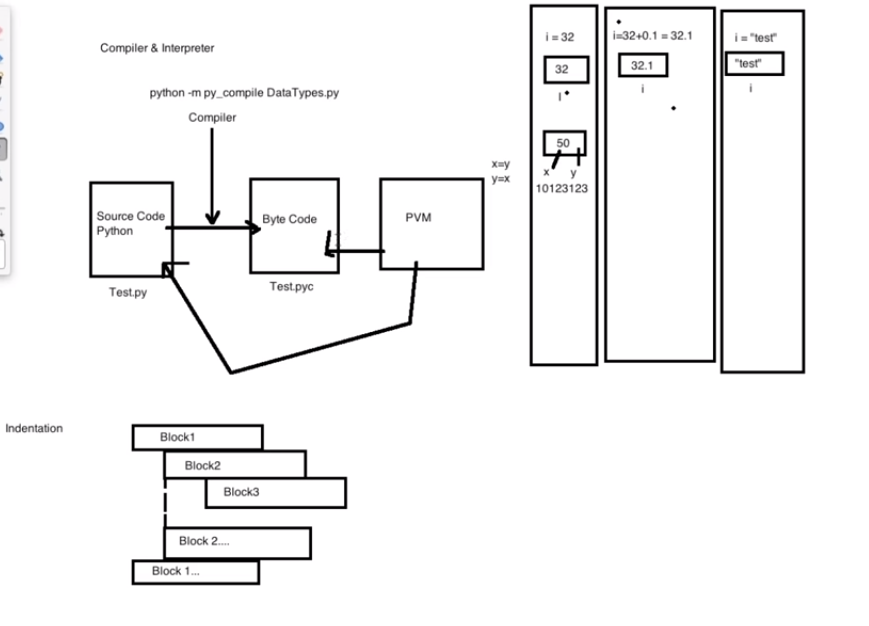 Compiler & Interpreter
python -m py_compile DataTypes.py
Compiler
Source Code
Python
Test.py
Byte Code
Test.pyc
PVM
x=y
y=x
i = 32
32
I
50
x y
10123123
i=32+0.1 = 32.1
32.1
i
i = "test"
"test"
i
Indentation
Block1
Block2
Block3
Block 2....
Block 1...